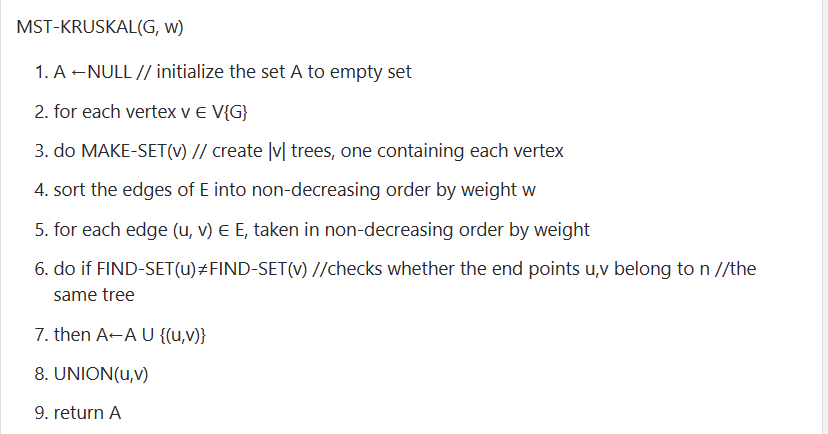 MST-KRUSKAL(G, w)
1. A ←NULL // initialize the set A to empty set
2. for each vertex v ∈ V{G}
3. do MAKE-SET(v) // create |v| trees, one containing each vertex
4. sort the edges of E into non-decreasing order by weight w
5. for each edge (u, v) ∈ E, taken in non-decreasing order by weight
6. do if FIND-SET(u)≠FIND-SET(v) //checks whether the end points u,v belong to n //the
same tree
7. then A←A U {(u,v)}
8. UNION(u,v)
9. return A